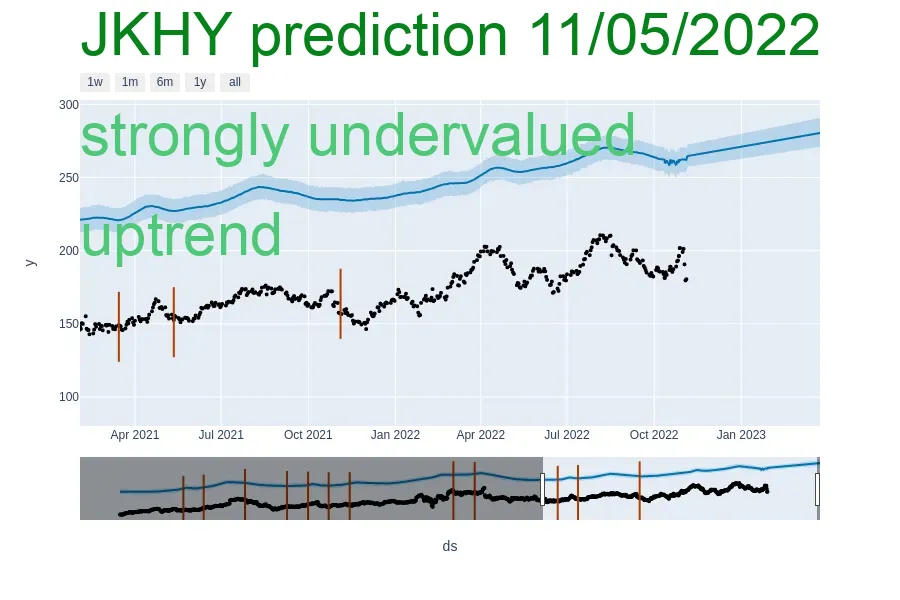 JKHY prediction 11/05/2022
1w 1m 6m 1y all
300
strongly undervalued
250
uptrend
200
y
150
100
Apr 2021 Jul 2021 Oct 2021 Jan 2022 Apr 2022 Jul 2022 Oct 2022 Jan 2023
ds